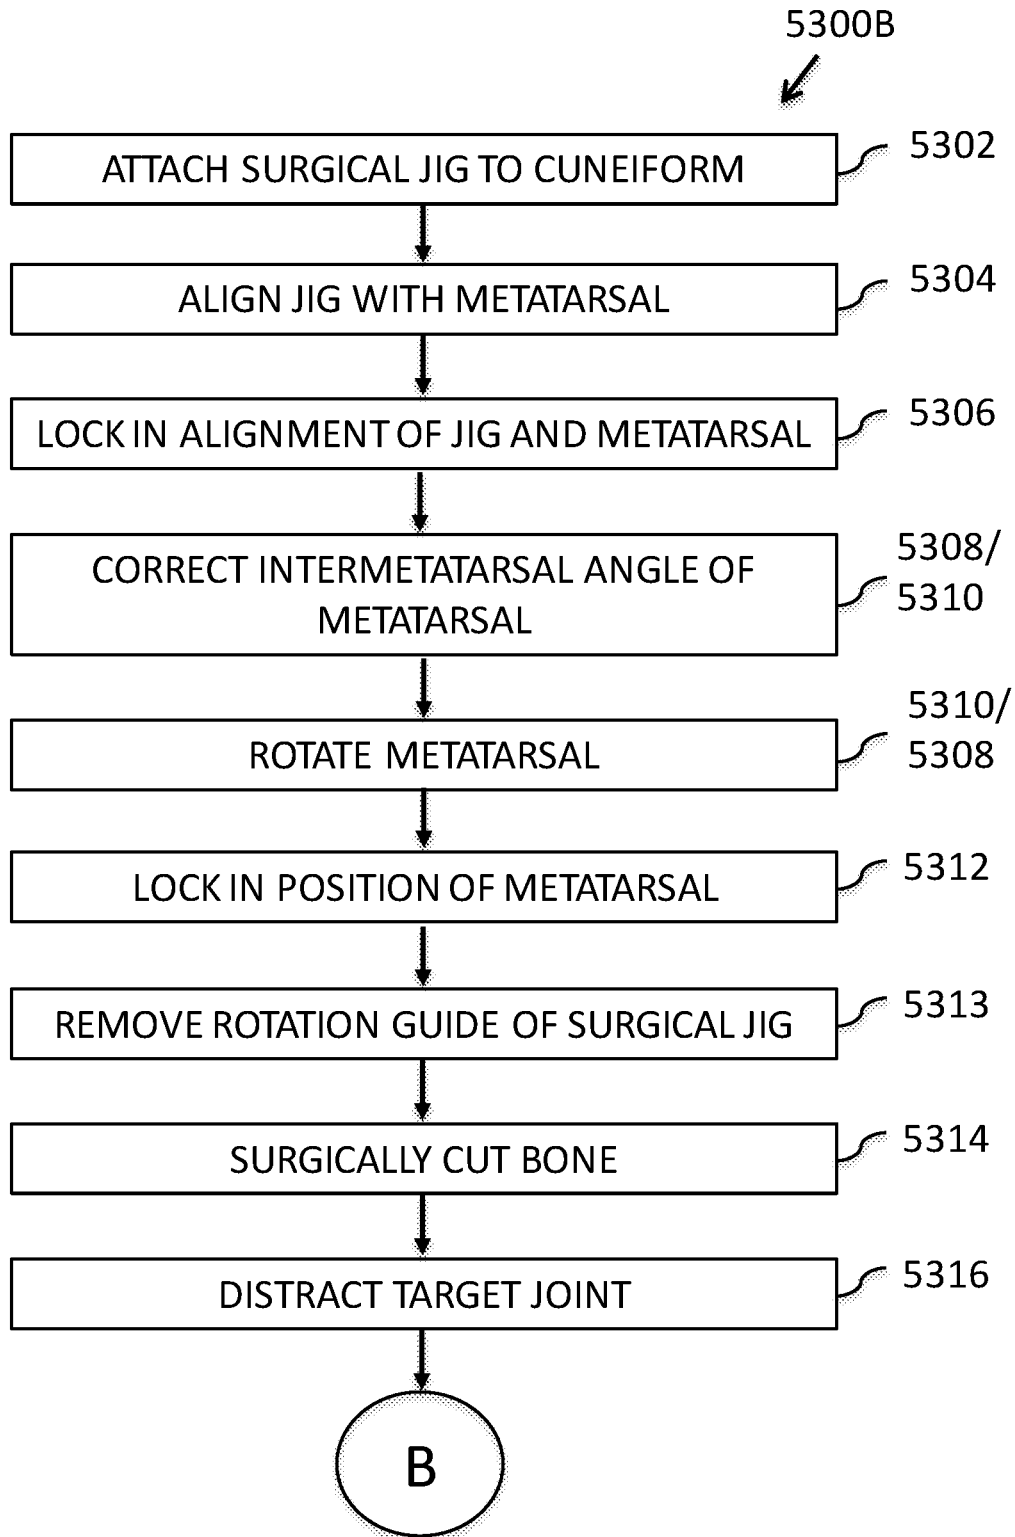 5300B
ATTACH SURGICAL JIG TO CUNEIFORM
5302
ALIGN JIG WITH METATARSAL
5304
LOCK IN ALIGNMENT OF JIG AND METATARSAL
5306
CORRECT INTERMETATARSAL ANGLE OF
METATARSAL
5308/
5310
ROTATE METATARSAL
5310/
5308
LOCK IN POSITION OF METATARSAL
5312
REMOVE ROTATION GUIDE OF SURGICAL JIG
5313
SURGICALLY CUT BONE
5314
DISTRACT TARGET JOINT
5316
B